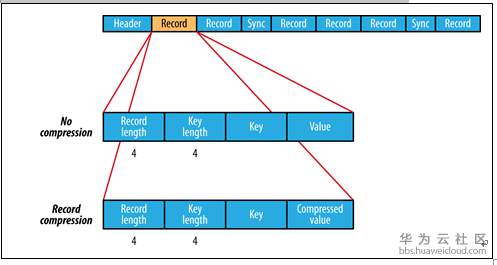 Header Record Record Sync Record Record Record Sync Record
No
compression
Record
length
Key
length
Key
Value
4 4
Record
compression
Record
length
Key
length
Key
Compressed
value
4 4
华为云社区
bbs.huaweicloud.com